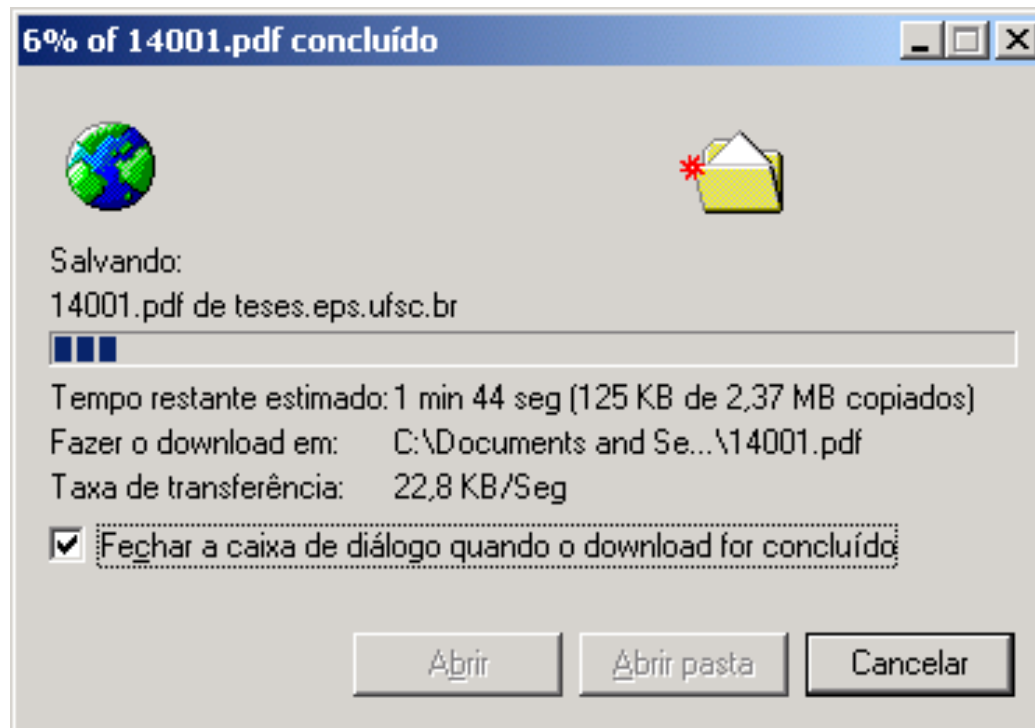 6% of 14001.pdf concluído
Salvando:
14001.pdf de teses.eps.ufsc.br
Tempo restante estimado: 1 min 44 seg (125 KB de 2,37 MB copiados)
Fazer o download em: C:\Documents and Se...\14001.pdf
Taxa de transferência: 22,8 KB/Seg
Fechar a caixa de diálogo quando o download for concluído
Abrir Abrir pasta Cancelar